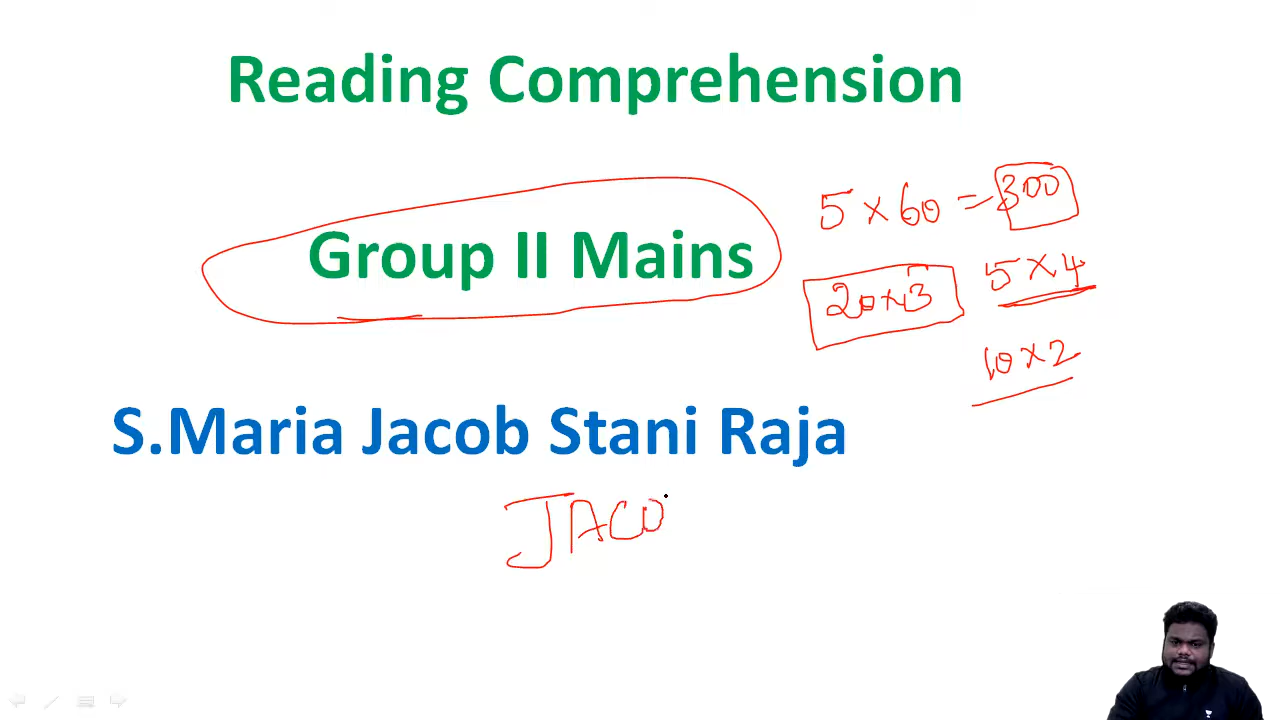 Reading Comprehension
5 × 60 = 300
Group II Mains
5 × 4
20 × 3
10 × 2
S.Maria Jacob Stani Raja
JACO